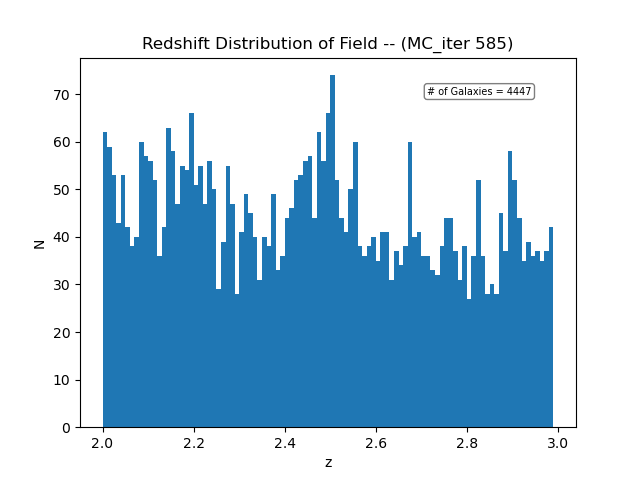 Redshift Distribution of Field -- (MC_iter 585)
# of Galaxies = 4447
70
60
50
40
30
20
10
0
N
2.0 2.2 2.4 2.6 2.8 3.0
z